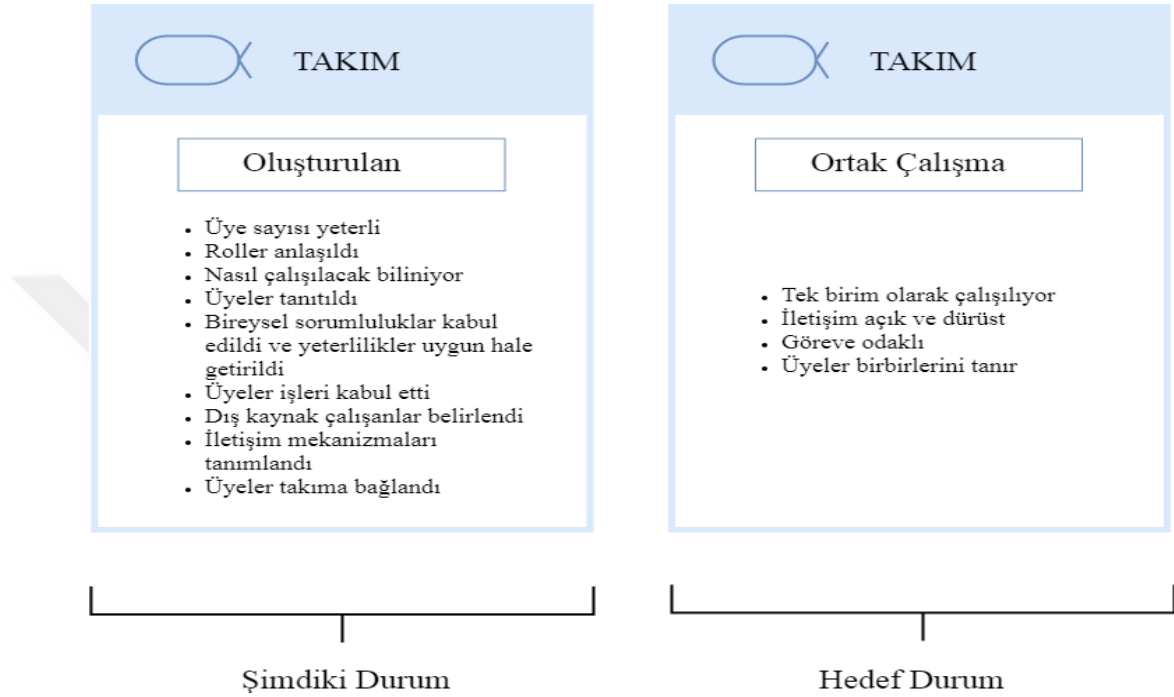 TAKIM
Oluşturulan
• Üye sayısı yeterli
• Roller anlaşıldı
• Nasıl çalışılacak biliniyor
• Üyeler tanıtıldı
• Bireysel sorumluluklar kabul
edildi ve yeterlilikler uygun hale
getirildi
• Üyeler işleri kabul etti
• Dış kaynak çalışanlar belirlendi
• İletişim mekanizmaları
tanımlandı
• Üyeler takıma bağlandı
Şimdiki Durum
TAKIM
Ortak Çalışma
• Tek birim olarak çalışılıyor
• İletişim açık ve dürüst
• Göreve odaklı
• Üyeler birbirlerini tanır
Hedef Durum